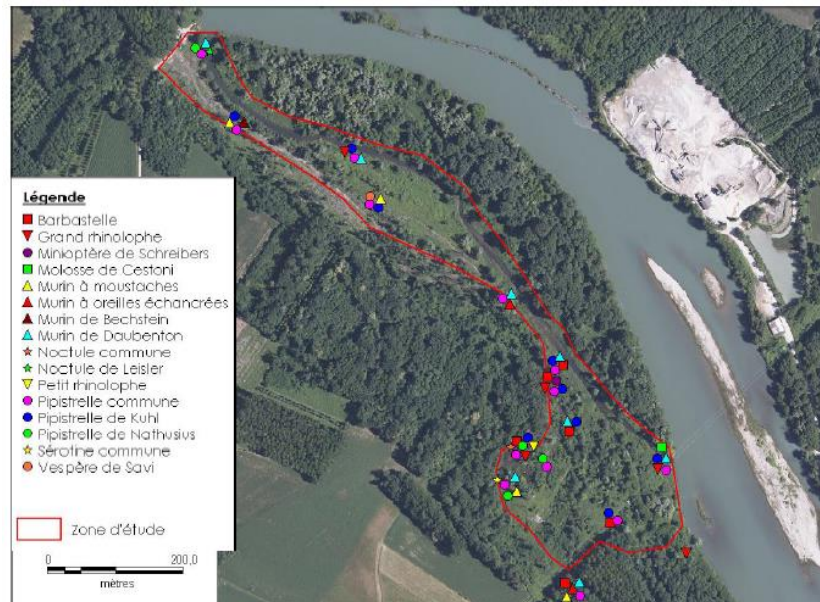 Légende
Barbastelle
Grand rhinolophe
Minioptère de Schreibers
Molosse de Cestoni
Murin à moustaches
Murin à oreilles échancrées
Murin de Bechstein
Murin de Daubenton
Noctule commune
Noctule de Leisler
Petit rhinolophe
Pipistrelle commune
Pipistrelle de Kuhl
Pipistrelle de Nathusius
Sérotine commune
Vespère de Savi
Zone d'étude
0 200,0
mètres